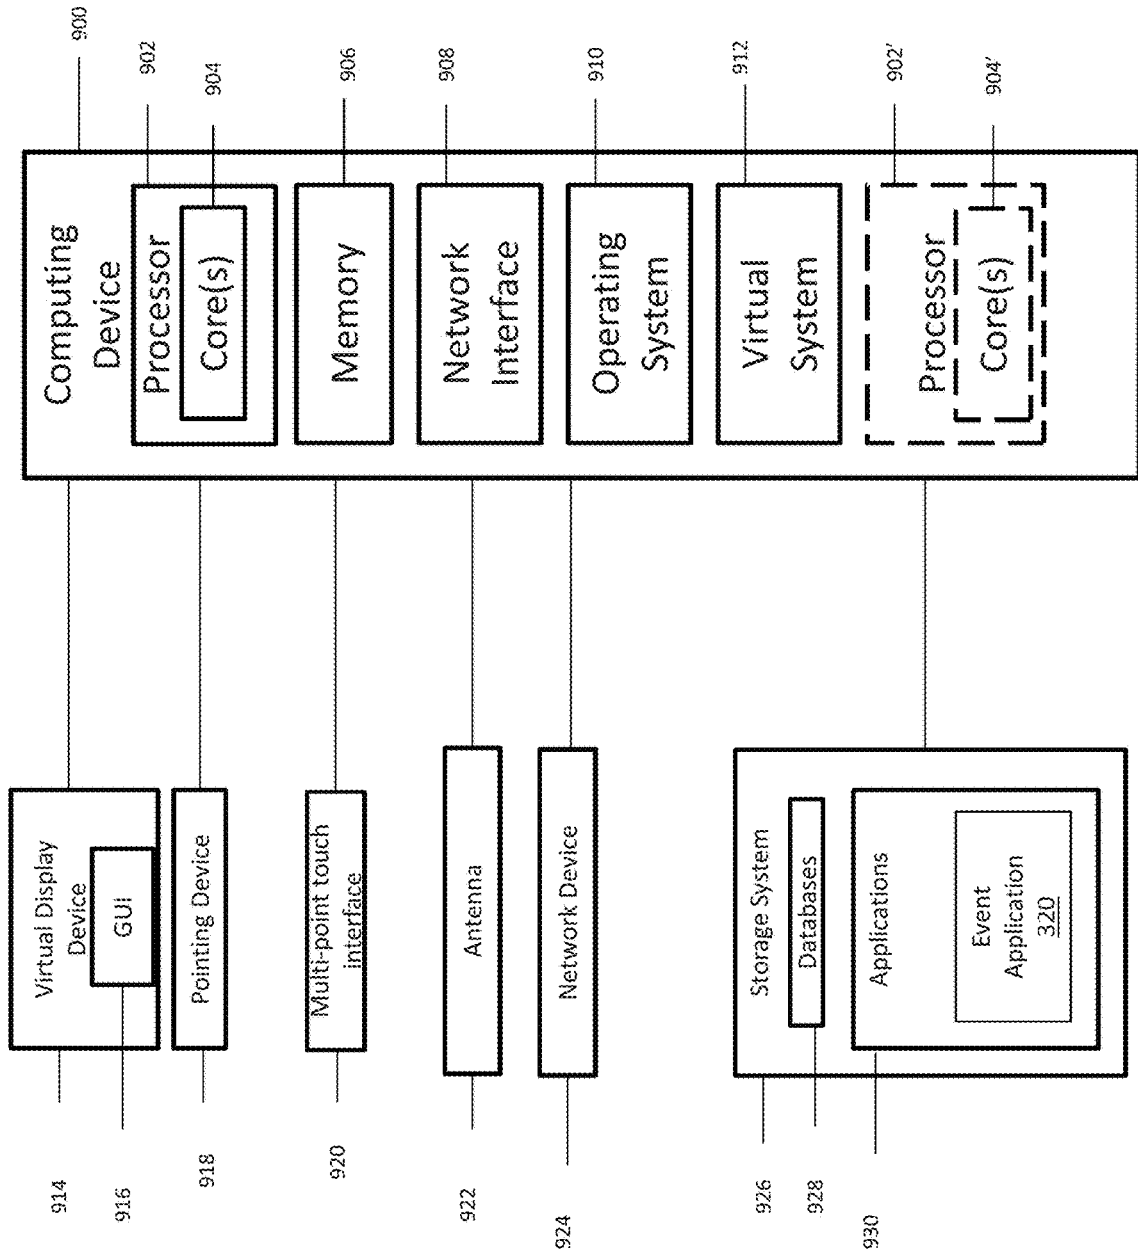 900
902
904
906
908
910
912
902'
904'
Computing
Device
Processor
Core(s)
Memory
Network
Interface
Operating
System
Virtual
System
Processor
Core(s)
Virtual Display
Device
GUI
Pointing Device
Multi-point touch
interface
Antenna
Network Device
Storage System
Databases
Applications
Event
Application
320
914
916
918
920
922
924
926
928
930